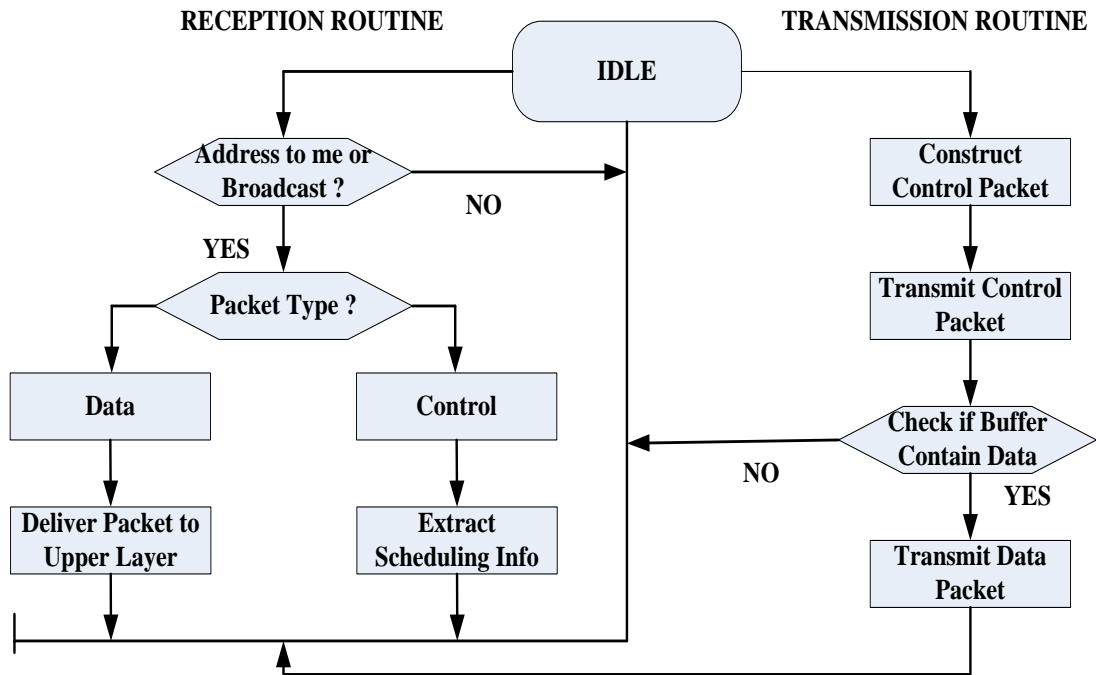 RECEPTION ROUTINE
TRANSMISSION ROUTINE
IDLE
Address to me or
Broadcast ?
NO
YES
Packet Type ?
Data
Control
Deliver Packet to
Upper Layer
Extract
Scheduling Info
Construct
Control Packet
Transmit Control
Packet
Check if Buffer
Contain Data
NO
YES
Transmit Data
Packet